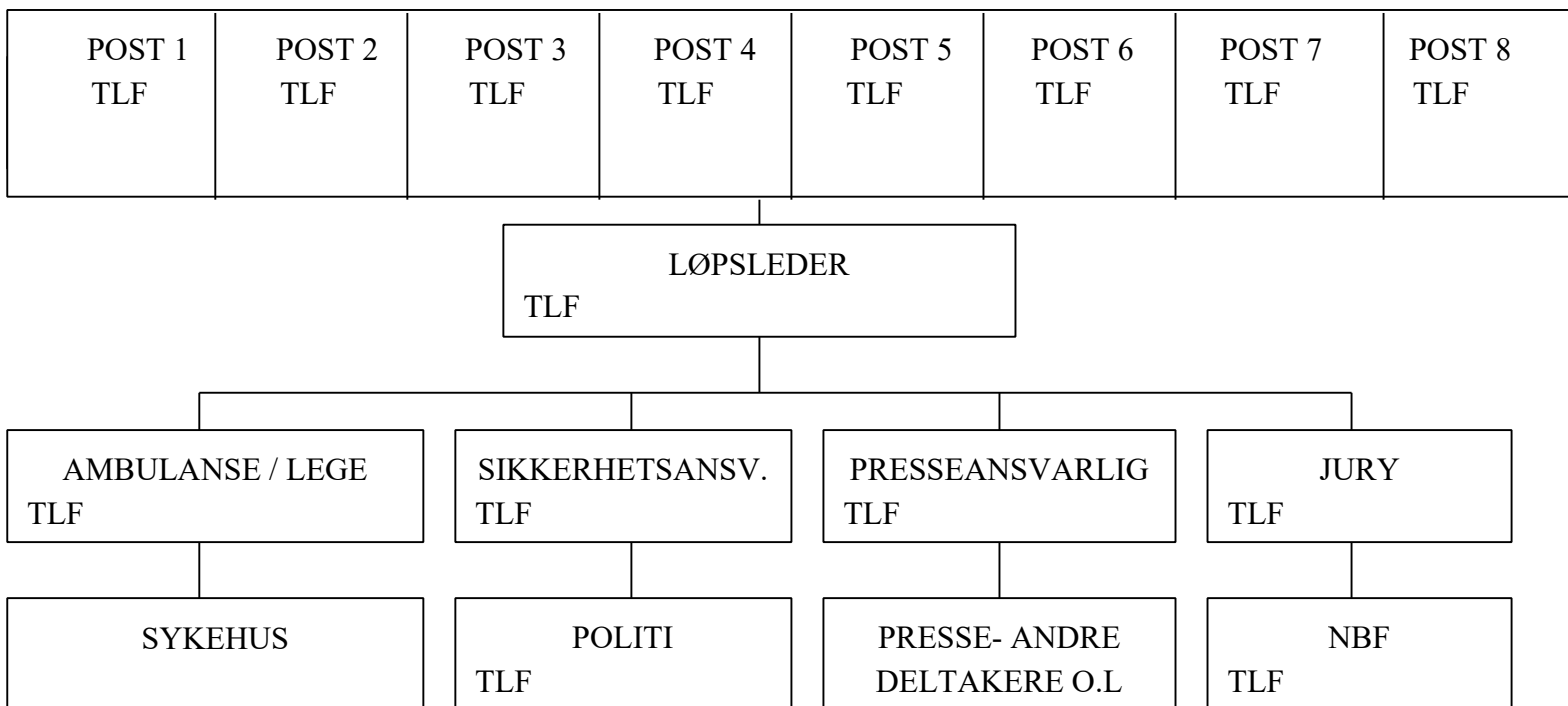 POST 1 POST 2 POST 3 POST 4 POST 5 POST 6 POST 7 POST 8
TLF TLF TLF TLF TLF TLF TLF TLF
LØPSLEDER
TLF
AMBULANSE / LEGE SIKKERHETSANSV. PRESSEANSVARLIG JURY
TLF TLF TLF TLF
SYKEHUS POLITI PRESSE- ANDRE NBF
TLF DELTAKERE O.L TLF